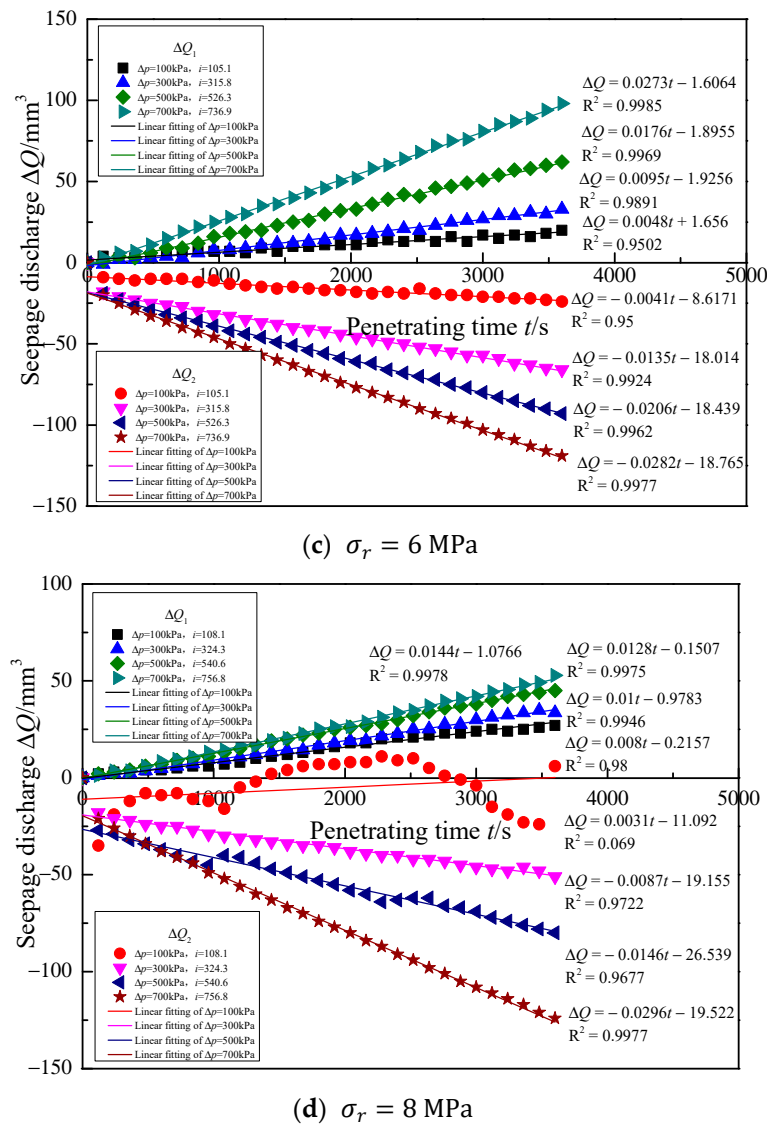 150
100
50
0
−50
−100
−150
Seepage discharge ΔQ/mm³
ΔQ₁
Δp=100kPa, i=105.1
Δp=300kPa, i=315.8
Δp=500kPa, i=526.3
Δp=700kPa, i=736.9
Linear fitting of Δp=100kPa
Linear fitting of Δp=300kPa
Linear fitting of Δp=500kPa
Linear fitting of Δp=700kPa
ΔQ = 0.0273t − 1.6064
R² = 0.9985
ΔQ = 0.0176t − 1.8955
R² = 0.9969
ΔQ = 0.0095t − 1.9256
R² = 0.9891
ΔQ = 0.0048t + 1.656
R² = 0.9502
0 1000 2000 3000 4000 5000
Penetrating time t/s
ΔQ = − 0.0041t − 8.6171
R² = 0.95
ΔQ = − 0.0135t − 18.014
R² = 0.9924
ΔQ = − 0.0206t − 18.439
R² = 0.9962
ΔQ = − 0.0282t − 18.765
R² = 0.9977
ΔQ₂
Δp=100kPa, i=105.1
Δp=300kPa, i=315.8
Δp=500kPa, i=526.3
Δp=700kPa, i=736.9
Linear fitting of Δp=100kPa
Linear fitting of Δp=300kPa
Linear fitting of Δp=500kPa
Linear fitting of Δp=700kPa
(c) σᵣ = 6 MPa
100
50
0
−50
−100
−150
Seepage discharge ΔQ/mm³
ΔQ₁
Δp=100kPa, i=108.1
Δp=300kPa, i=324.3
Δp=500kPa, i=540.6
Δp=700kPa, i=756.8
Linear fitting of Δp=100kPa
Linear fitting of Δp=300kPa
Linear fitting of Δp=500kPa
Linear fitting of Δp=700kPa
ΔQ = 0.0144t − 1.0766
R² = 0.9978
ΔQ = 0.0128t − 0.1507
R² = 0.9975
ΔQ = 0.01t − 0.9783
R² = 0.9946
ΔQ = 0.008t − 0.2157
R² = 0.98
0 1000 2000 3000 4000 5000
Penetrating time t/s
ΔQ = 0.0031t − 11.092
R² = 0.069
ΔQ = − 0.0087t − 19.155
R² = 0.9722
ΔQ = − 0.0146t − 26.539
R² = 0.9677
ΔQ = − 0.0296t − 19.522
R² = 0.9977
ΔQ₂
Δp=100kPa, i=108.1
Δp=300kPa, i=324.3
Δp=500kPa, i=540.6
Δp=700kPa, i=756.8
Linear fitting of Δp=100kPa
Linear fitting of Δp=300kPa
Linear fitting of Δp=500kPa
Linear fitting of Δp=700kPa
(d) σᵣ = 8 MPa